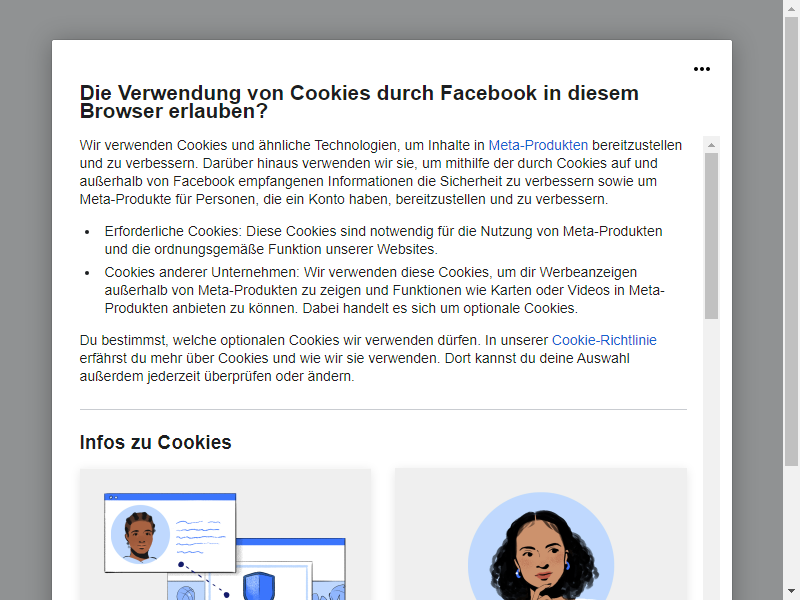 Die Verwendung von Cookies durch Facebook in diesem
Browser erlauben?
Wir verwenden Cookies und ähnliche Technologien, um Inhalte in Meta-Produkten bereitzustellen
und zu verbessern. Darüber hinaus verwenden wir sie, um mithilfe der durch Cookies auf und
außerhalb von Facebook empfangenen Informationen die Sicherheit zu verbessern sowie um
Meta-Produkte für Personen, die ein Konto haben, bereitzustellen und zu verbessern.
• Erforderliche Cookies: Diese Cookies sind notwendig für die Nutzung von Meta-Produkten
und die ordnungsgemäße Funktion unserer Websites.
• Cookies anderer Unternehmen: Wir verwenden diese Cookies, um dir Werbeanzeigen
außerhalb von Meta-Produkten zu zeigen und Funktionen wie Karten oder Videos in Meta-
Produkten anbieten zu können. Dabei handelt es sich um optionale Cookies.
Du bestimmst, welche optionalen Cookies wir verwenden dürfen. In unserer Cookie-Richtlinie
erfährst du mehr über Cookies und wie wir sie verwenden. Dort kannst du deine Auswahl
außerdem jederzeit überprüfen oder ändern.
Infos zu Cookies